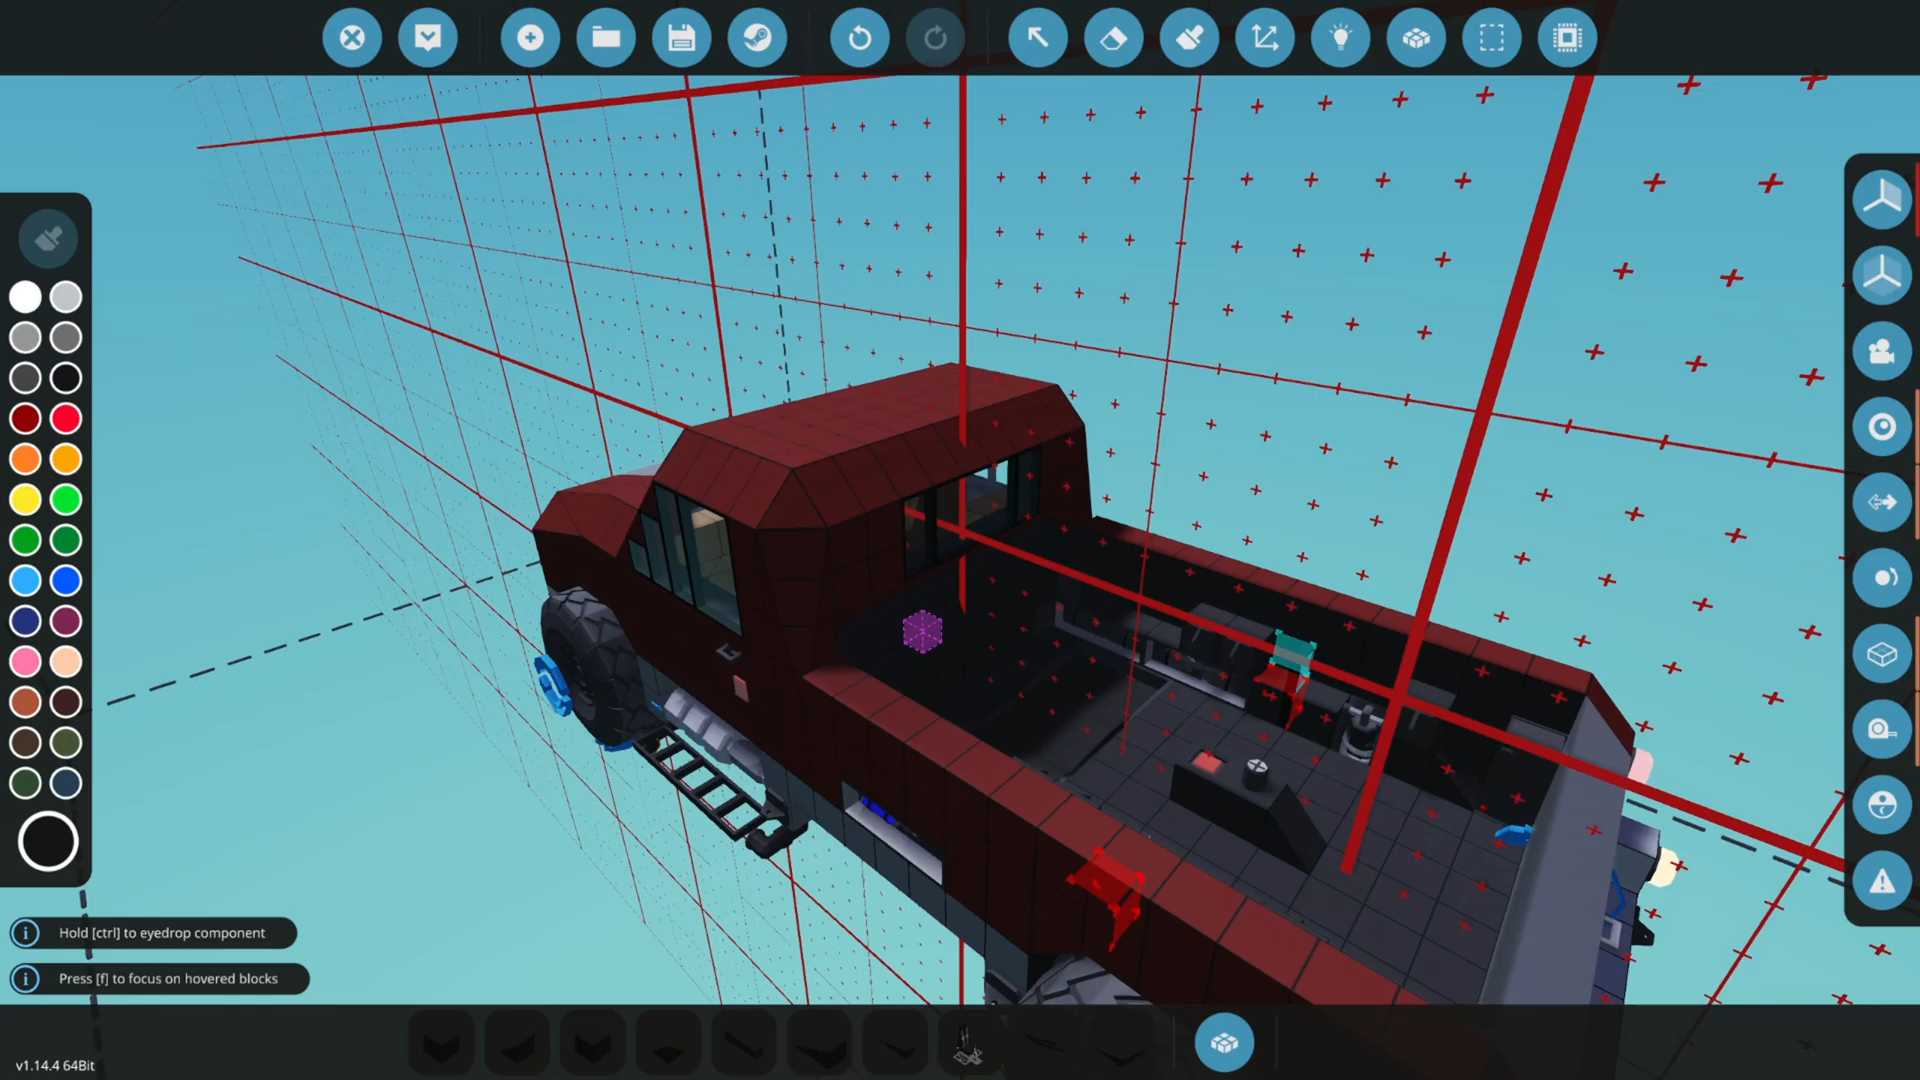 Hold [ctrl] to eyedrop component
Press [f] to focus on hovered blocks
v1.14.4 64Bit